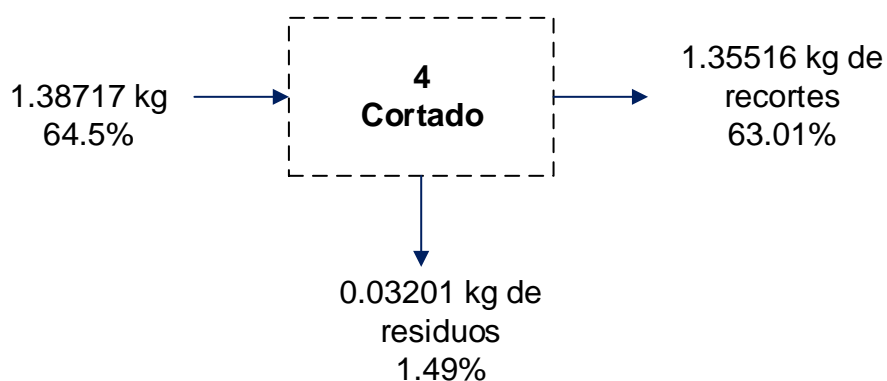 1.38717 kg
64.5%
4
Cortado
1.35516 kg de
recortes
63.01%
0.03201 kg de
residuos
1.49%